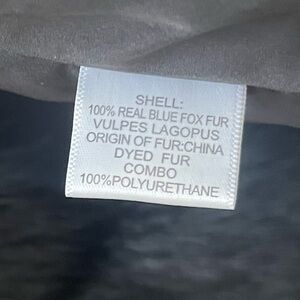 SHELL:
100% REAL BLUE FOX FUR
VULPES LAGOPUS
ORIGIN OF FUR:CHINA
DYED FUR
COMBO
100%POLYURETHANE